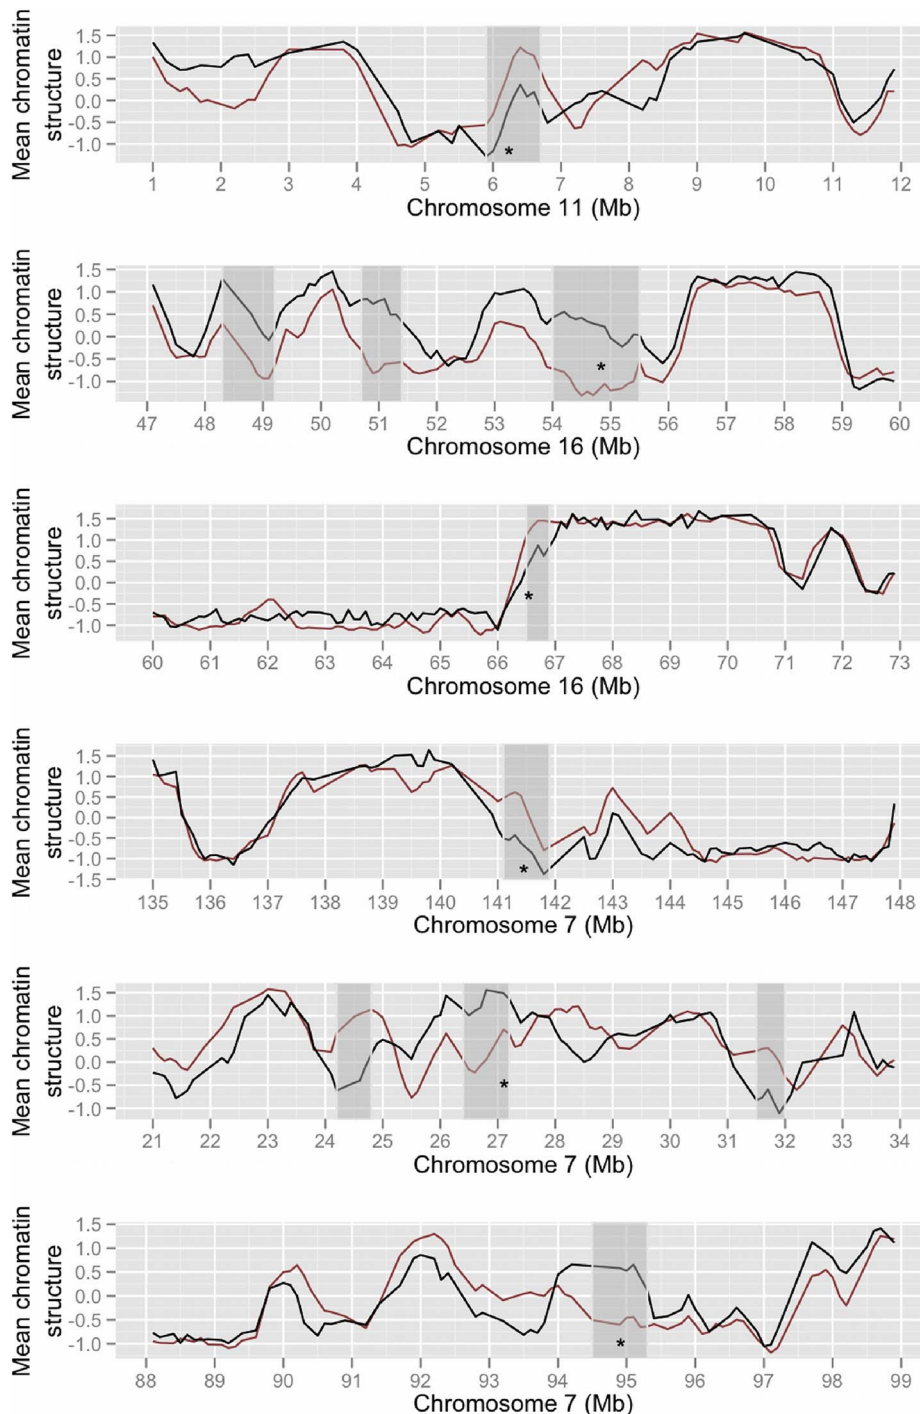 Mean chromatin
structure
1.5
1.0
0.5
0.0
-0.5
-1.0
*
1 2 3 4 5 6 7 8 9 10 11 12
Chromosome 11 (Mb)
Mean chromatin
structure
1.5
1.0
0.5
0.0
-0.5
-1.0
*
47 48 49 50 51 52 53 54 55 56 57 58 59 60
Chromosome 16 (Mb)
Mean chromatin
structure
1.5
1.0
0.5
0.0
-0.5
-1.0
*
60 61 62 63 64 65 66 67 68 69 70 71 72 73
Chromosome 16 (Mb)
Mean chromatin
structure
1.5
1.0
0.5
0.0
-0.5
-1.0
-1.5
*
135 136 137 138 139 140 141 142 143 144 145 146 147 148
Chromosome 7 (Mb)
Mean chromatin
structure
1.5
1.0
0.5
0.0
-0.5
-1.0
*
21 22 23 24 25 26 27 28 29 30 31 32 33 34
Chromosome 7 (Mb)
Mean chromatin
structure
1.5
1.0
0.5
0.0
-0.5
-1.0
*
88 89 90 91 92 93 94 95 96 97 98 99
Chromosome 7 (Mb)